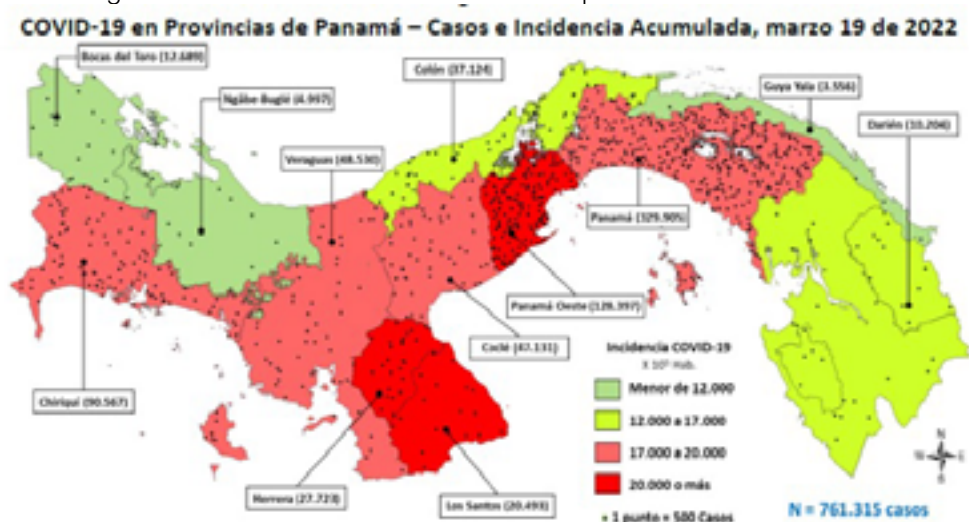 COVID-19 en Provincias de Panamá – Casos e Incidencia Acumulada, marzo 19 de 2022
Bocas del Toro (12.689)
Colón (37.124)
Guya Yala (3.556)
Ngäbe-Buglé (4.997)
Darién (10.204)
Veraguas (48.530)
Panamá (329.905)
Panamá Oeste (128.397)
Coclé (47.131)
Chiriquí (90.567)
Herrera (27.723)
Los Santos (20.493)
Incidencia COVID-19
X 10⁵ Hab.
Menor de 12.000
12.000 a 17.000
17.000 a 20.000
20.000 o más
1 punto = 500 Casos
N
W E
S
N = 761.315 casos